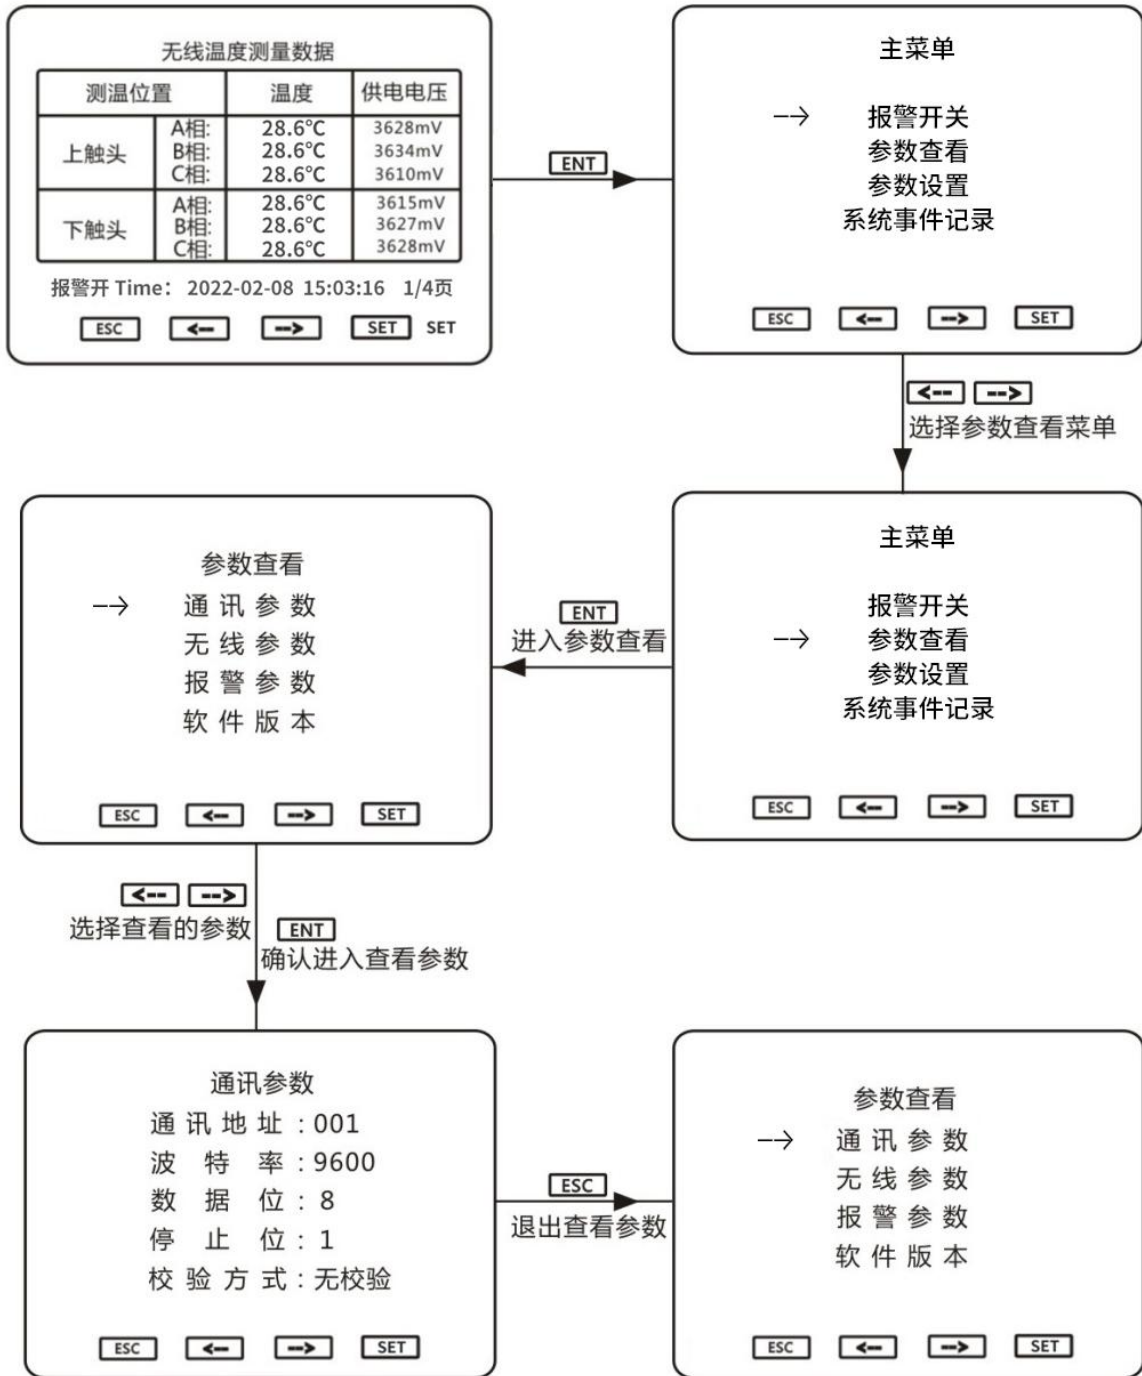 无线温度测量数据
测温位置 温度 供电电压
上触头 A相: 28.6°C 3628mV
B相: 28.6°C 3634mV
C相: 28.6°C 3610mV
下触头 A相: 28.6°C 3615mV
B相: 28.6°C 3627mV
C相: 28.6°C 3628mV
报警开 Time: 2022-02-08 15:03:16 1/4页
ESC <-- --> SET SET
ENT
主菜单
→ 报警开关
参数查看
参数设置
系统事件记录
ESC <-- --> SET
<-- -->
选择参数查看菜单
主菜单
报警开关
→ 参数查看
参数设置
系统事件记录
ESC <-- --> SET
ENT
进入参数查看
参数查看
→ 通讯参数
无线参数
报警参数
软件版本
ESC <-- --> SET
<-- -->
选择查看的参数
ENT
确认进入查看参数
通讯参数
通讯地址:001
波特率:9600
数据位:8
停止位:1
校验方式:无校验
ESC <-- --> SET
ESC
退出查看参数
参数查看
→ 通讯参数
无线参数
报警参数
软件版本
ESC <-- --> SET